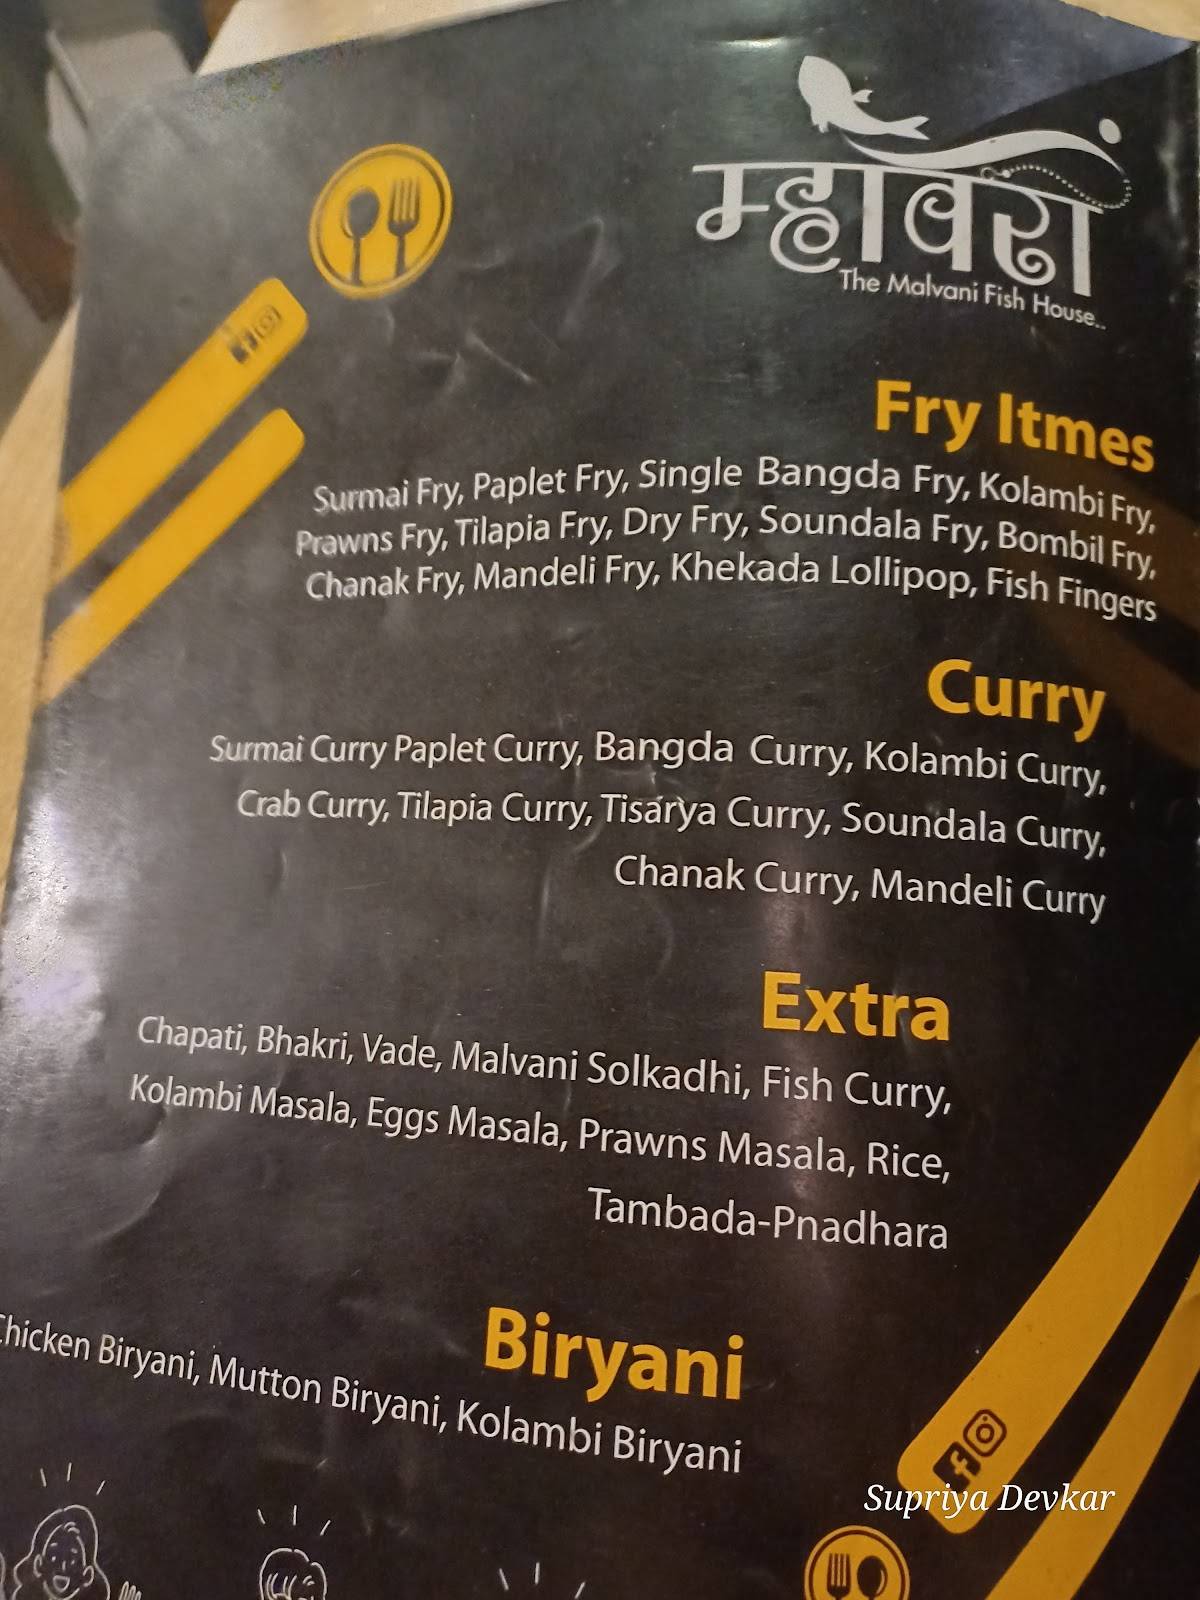 म्हावरा
The Malvani Fish House..
Fry Itmes
Surmai Fry, Paplet Fry, Single Bangda Fry, Kolambi Fry,
Prawns Fry, Tilapia Fry, Dry Fry, Soundala Fry, Bombil Fry,
Chanak Fry, Mandeli Fry, Khekada Lollipop, Fish Fingers
Curry
Surmai Curry Paplet Curry, Bangda Curry, Kolambi Curry,
Crab Curry, Tilapia Curry, Tisarya Curry, Soundala Curry,
Chanak Curry, Mandeli Curry
Extra
Chapati, Bhakri, Vade, Malvani Solkadhi, Fish Curry,
Kolambi Masala, Eggs Masala, Prawns Masala, Rice,
Tambada-Pnadhara
Biryani
Chicken Biryani, Mutton Biryani, Kolambi Biryani
Supriya Devkar